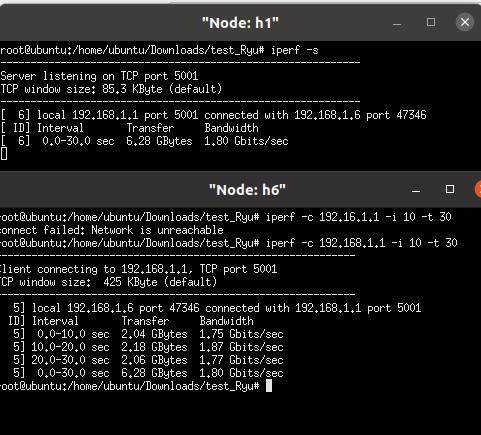 "Node: h1"
root@ubuntu:/home/ubuntu/Downloads/test_Ryu# iperf -s
------------------------------------------------------------
Server listening on TCP port 5001
TCP window size: 85.3 KByte (default)
------------------------------------------------------------
[  6] local 192.168.1.1 port 5001 connected with 192.168.1.6 port 47346
[ ID] Interval       Transfer     Bandwidth
[  6]  0.0-30.0 sec  6.28 GBytes  1.80 Gbits/sec
"Node: h6"
root@ubuntu:/home/ubuntu/Downloads/test_Ryu# iperf -c 192.16.1.1 -i 10 -t 30
connect failed: Network is unreachable
root@ubuntu:/home/ubuntu/Downloads/test_Ryu# iperf -c 192.168.1.1 -i 10 -t 30
------------------------------------------------------------
Client connecting to 192.168.1.1, TCP port 5001
TCP window size:  425 KByte (default)
------------------------------------------------------------
  5] local 192.168.1.6 port 47346 connected with 192.168.1.1 port 5001
 ID] Interval       Transfer     Bandwidth
  5]  0.0-10.0 sec  2.04 GBytes  1.75 Gbits/sec
  5] 10.0-20.0 sec  2.18 GBytes  1.87 Gbits/sec
  5] 20.0-30.0 sec  2.06 GBytes  1.77 Gbits/sec
  5]  0.0-30.0 sec  6.28 GBytes  1.80 Gbits/sec
root@ubuntu:/home/ubuntu/Downloads/test_Ryu#